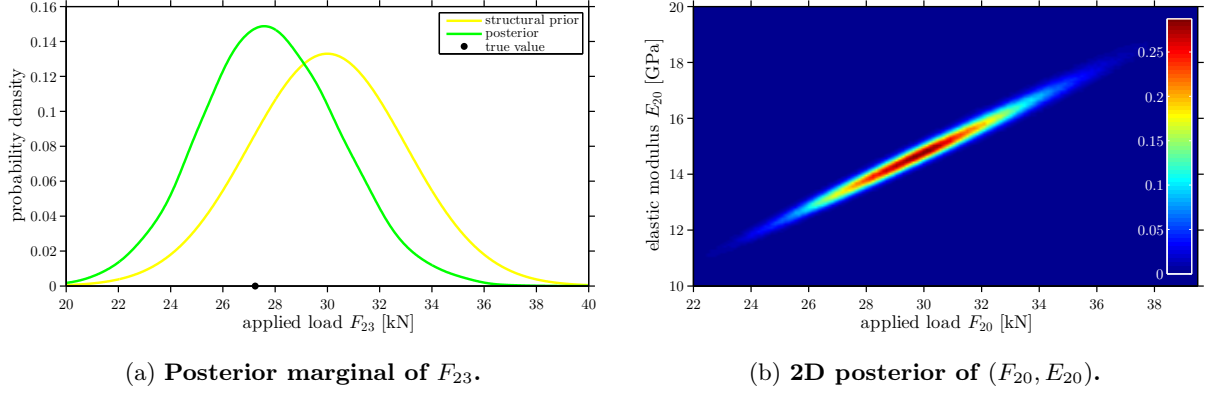 0.16
0.14
0.12
0.1
0.08
0.06
0.04
0.02
0
probability density
structural prior
posterior
true value
20 22 24 26 28 30 32 34 36 38 40
applied load F₂₃ [kN]
(a) Posterior marginal of F₂₃.
20
18
16
14
12
10
elastic modulus E₂₀ [GPa]
0.25
0.2
0.15
0.1
0.05
0
22 24 26 28 30 32 34 36 38
applied load F₂₀ [kN]
(b) 2D posterior of (F₂₀, E₂₀).